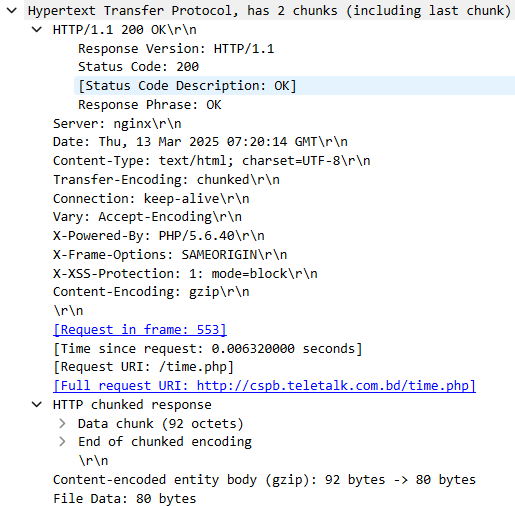 Hypertext Transfer Protocol, has 2 chunks (including last chunk)
HTTP/1.1 200 OK\r\n
Response Version: HTTP/1.1
Status Code: 200
[Status Code Description: OK]
Response Phrase: OK
Server: nginx\r\n
Date: Thu, 13 Mar 2025 07:20:14 GMT\r\n
Content-Type: text/html; charset=UTF-8\r\n
Transfer-Encoding: chunked\r\n
Connection: keep-alive\r\n
Vary: Accept-Encoding\r\n
X-Powered-By: PHP/5.6.40\r\n
X-Frame-Options: SAMEORIGIN\r\n
X-XSS-Protection: 1: mode=block\r\n
Content-Encoding: gzip\r\n
\r\n
[Request in frame: 553]
[Time since request: 0.006320000 seconds]
[Request URI: /time.php]
[Full request URI: http://cspb.teletalk.com.bd/time.php]
HTTP chunked response
Data chunk (92 octets)
End of chunked encoding
\r\n
Content-encoded entity body (gzip): 92 bytes -> 80 bytes
File Data: 80 bytes